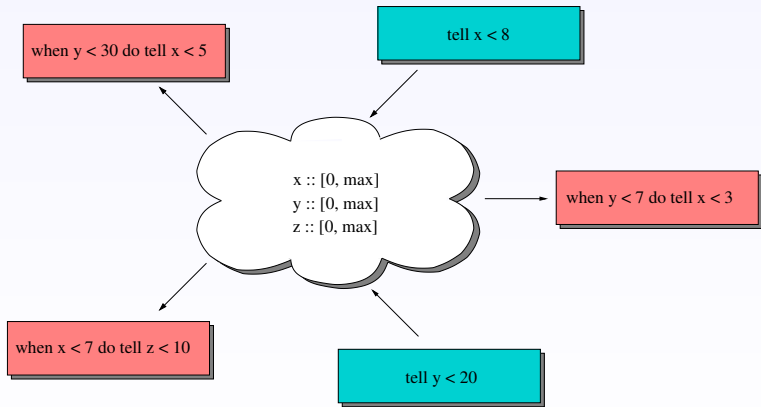 tell x < 8
when y < 30 do tell x < 5
x :: [0, max]
y :: [0, max]
z :: [0, max]
when y < 7 do tell x < 3
when x < 7 do tell z < 10
tell y < 20